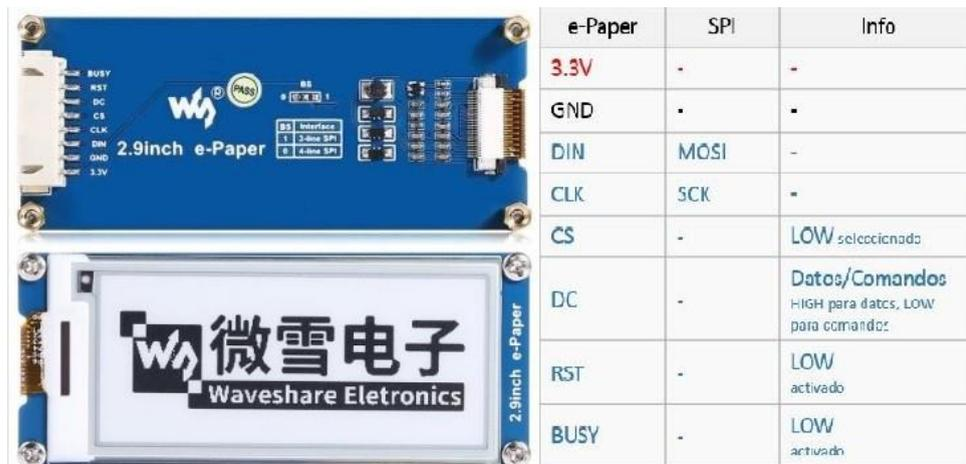 BUSY
RST
DC
CS
CLK
DIN
GND
3.3V
PASS
BS
0 1
BS Interface
1 3-line SPI
0 4-line SPI
2.9inch e-Paper
微雪电子
Waveshare Eletronics
2.9inch e-Paper
e-Paper SPI Info
3.3V - -
GND - -
DIN MOSI -
CLK SCK -
CS - LOW seleccionado
DC - Datos/Comandos
HIGH para datos, LOW
para comandos
RST - LOW
activado
BUSY - LOW
activado